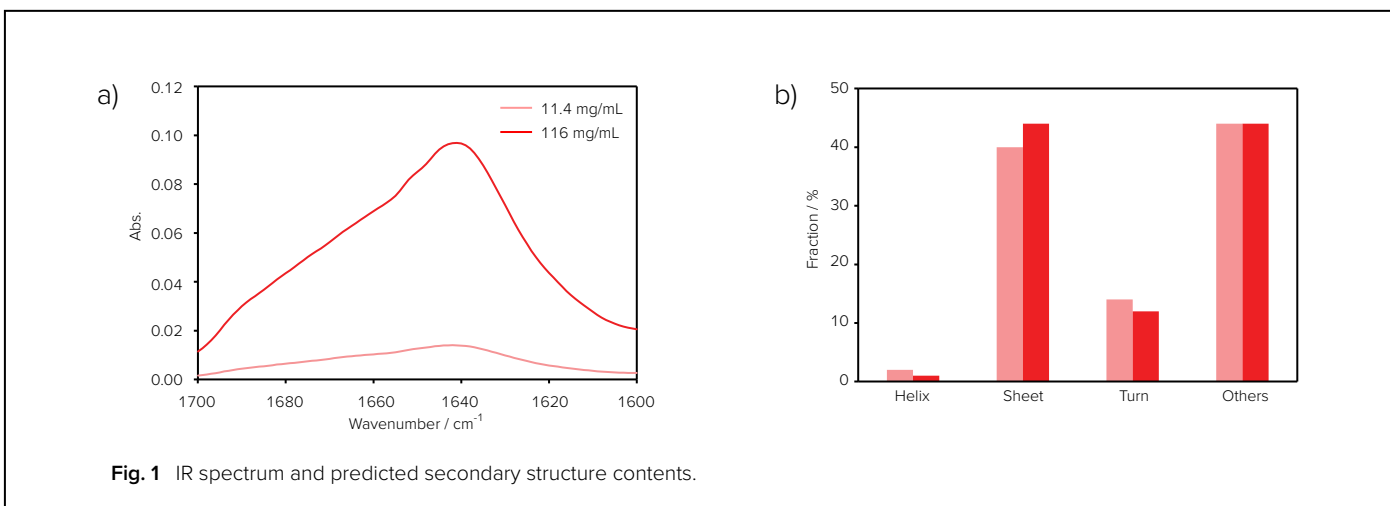 a)
0.12
0.10
0.08
0.06
0.04
0.02
0.00
Abs.
11.4 mg/mL
116 mg/mL
1700 1680 1660 1640 1620 1600
Wavenumber / cm⁻¹
b)
50
40
30
20
10
0
Fraction / %
Helix Sheet Turn Others
Fig. 1 IR spectrum and predicted secondary structure contents.